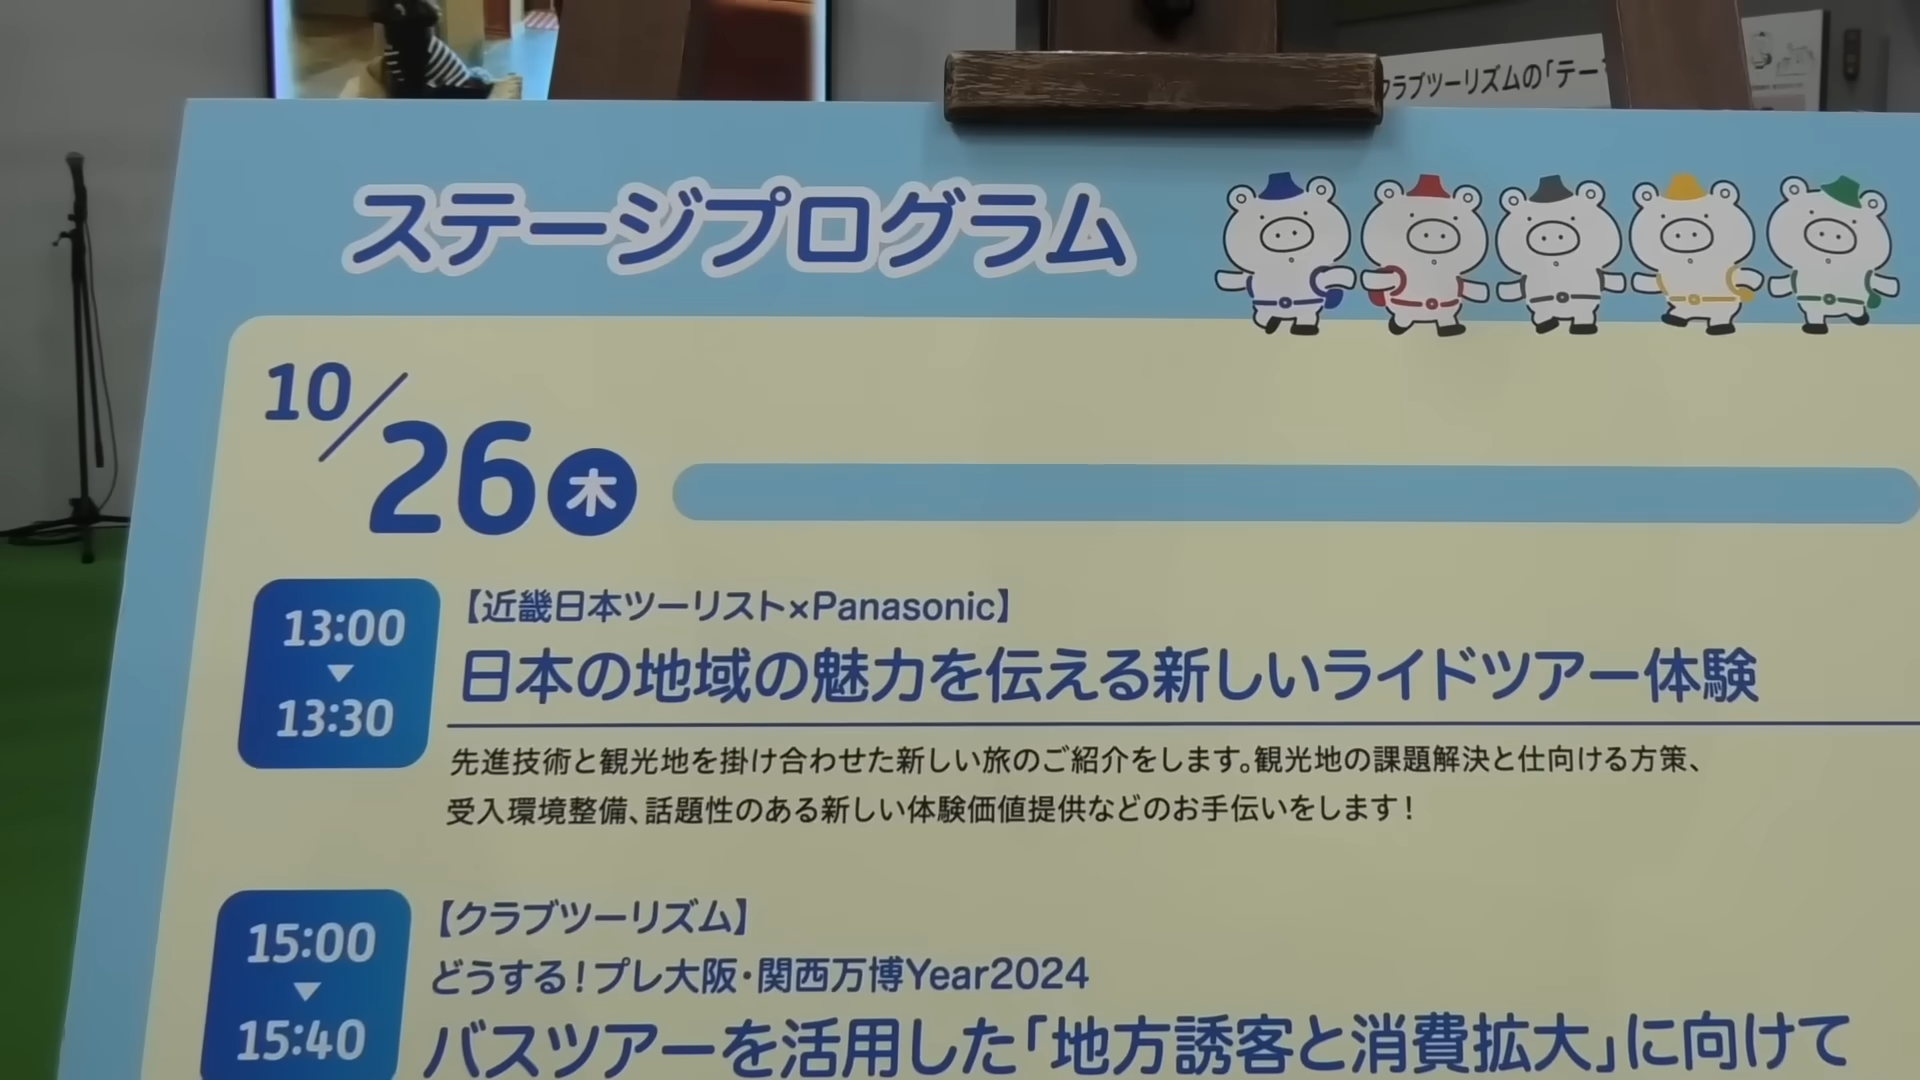 クラブツーリズムの「テー
ステージプログラム
10/26 木
13:00
▼
13:30
【近畿日本ツーリスト×Panasonic】
日本の地域の魅力を伝える新しいライドツアー体験
先進技術と観光地を掛け合わせた新しい旅のご紹介をします。観光地の課題解決と仕向ける方策、
受入環境整備、話題性のある新しい体験価値提供などのお手伝いをします!
15:00
▼
15:40
【クラブツーリズム】
どうする!プレ大阪・関西万博Year2024
バスツアーを活用した「地方誘客と消費拡大」に向けて